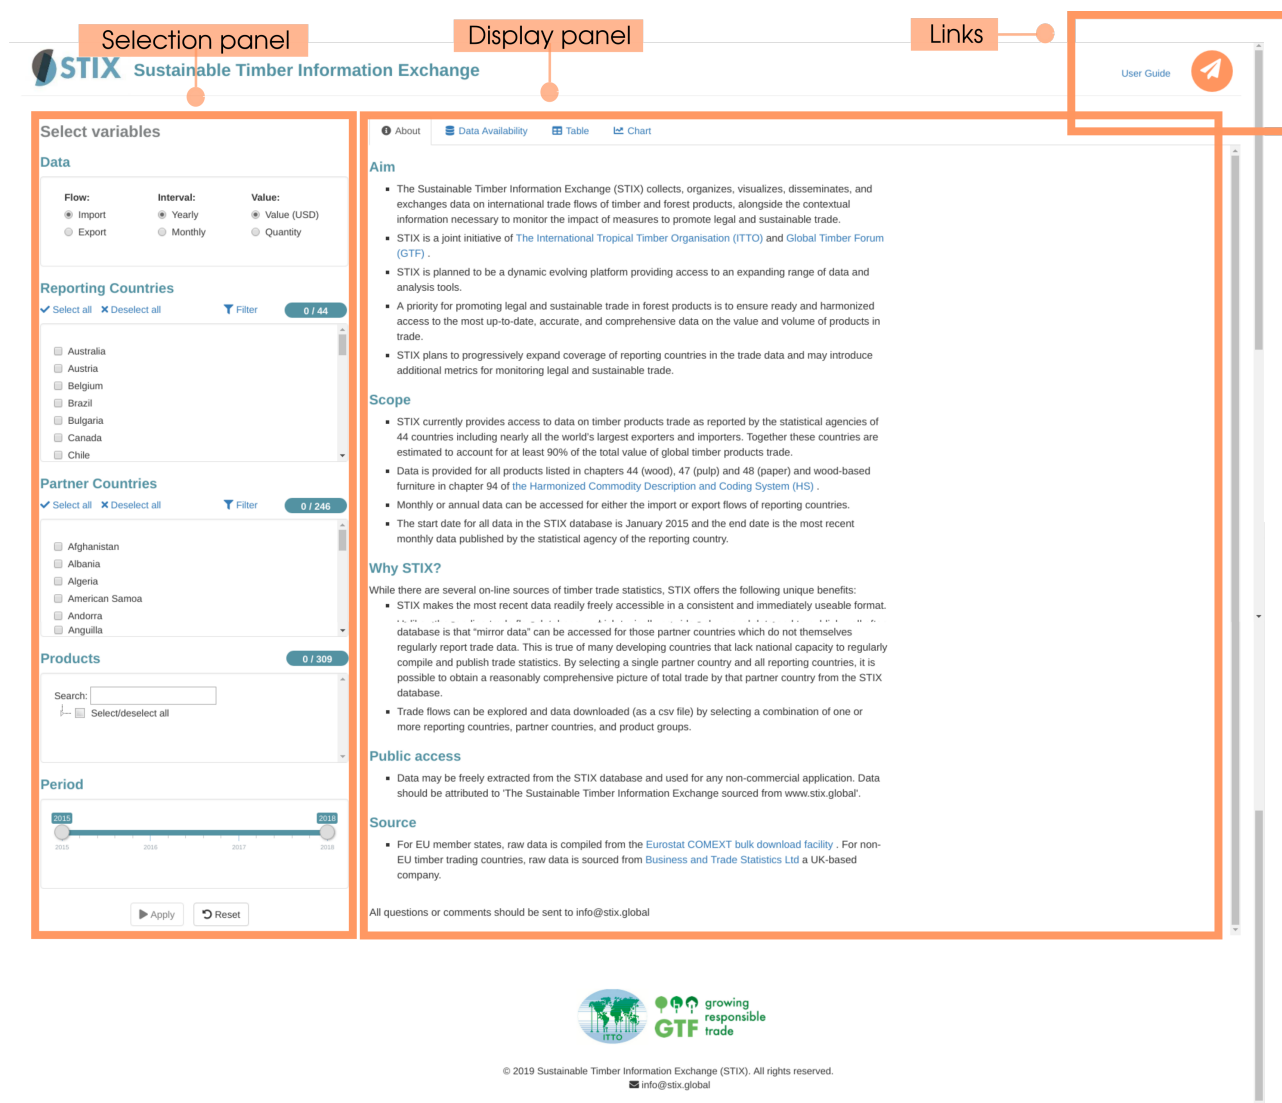 Selection panel
Display panel
Links
STIX Sustainable Timber Information Exchange
User Guide
Select variables
Data
Flow: Interval: Value:
Import Yearly Value (USD)
Export Monthly Quantity
Reporting Countries
Select all Deselect all Filter 0 / 44
Australia
Austria
Belgium
Brazil
Bulgaria
Canada
Chile
Partner Countries
Select all Deselect all Filter 0 / 246
Afghanistan
Albania
Algeria
American Samoa
Andorra
Anguilla
Products 0 / 309
Search:
Select/deselect all
Period
2015 2018
2015 2016 2017 2018
Apply Reset
About Data Availability Table Chart
Aim
The Sustainable Timber Information Exchange (STIX) collects, organizes, visualizes, disseminates, and
exchanges data on international trade flows of timber and forest products, alongside the contextual
information necessary to monitor the impact of measures to promote legal and sustainable trade.
STIX is a joint initiative of The International Tropical Timber Organisation (ITTO) and Global Timber Forum
(GTF) .
STIX is planned to be a dynamic evolving platform providing access to an expanding range of data and
analysis tools.
A priority for promoting legal and sustainable trade in forest products is to ensure ready and harmonized
access to the most up-to-date, accurate, and comprehensive data on the value and volume of products in
trade.
STIX plans to progressively expand coverage of reporting countries in the trade data and may introduce
additional metrics for monitoring legal and sustainable trade.
Scope
STIX currently provides access to data on timber products trade as reported by the statistical agencies of
44 countries including nearly all the world's largest exporters and importers. Together these countries are
estimated to account for at least 90% of the total value of global timber products trade.
Data is provided for all products listed in chapters 44 (wood), 47 (pulp) and 48 (paper) and wood-based
furniture in chapter 94 of the Harmonized Commodity Description and Coding System (HS) .
Monthly or annual data can be accessed for either the import or export flows of reporting countries.
The start date for all data in the STIX database is January 2015 and the end date is the most recent
monthly data published by the statistical agency of the reporting country.
Why STIX?
While there are several on-line sources of timber trade statistics, STIX offers the following unique benefits:
STIX makes the most recent data readily freely accessible in a consistent and immediately useable format.
database is that “mirror data” can be accessed for those partner countries which do not themselves
regularly report trade data. This is true of many developing countries that lack national capacity to regularly
compile and publish trade statistics. By selecting a single partner country and all reporting countries, it is
possible to obtain a reasonably comprehensive picture of total trade by that partner country from the STIX
database.
Trade flows can be explored and data downloaded (as a csv file) by selecting a combination of one or
more reporting countries, partner countries, and product groups.
Public access
Data may be freely extracted from the STIX database and used for any non-commercial application. Data
should be attributed to 'The Sustainable Timber Information Exchange sourced from www.stix.global'.
Source
For EU member states, raw data is compiled from the Eurostat COMEXT bulk download facility . For non-
EU timber trading countries, raw data is sourced from Business and Trade Statistics Ltd a UK-based
company.
All questions or comments should be sent to info@stix.global
ITTO
GTF growing
responsible
trade
© 2019 Sustainable Timber Information Exchange (STIX). All rights reserved.
info@stix.global